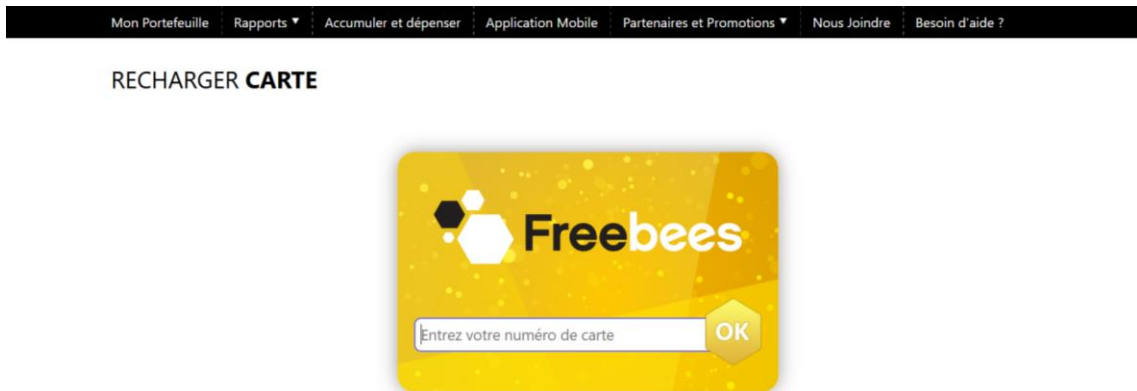 Mon Portefeuille Rapports ▼ Accumuler et dépenser Application Mobile Partenaires et Promotions ▼ Nous Joindre Besoin d'aide ?
RECHARGER CARTE
Freebees
Entrez votre numéro de carte OK